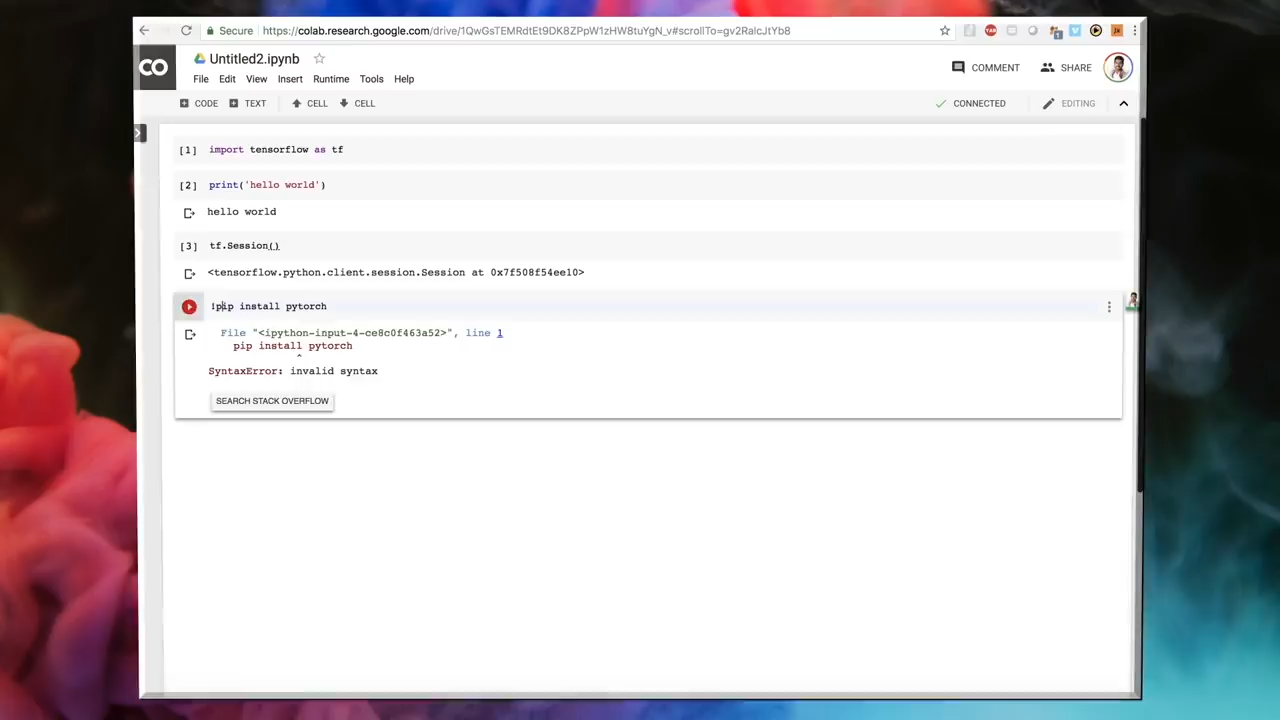 Secure https://colab.research.google.com/drive/1QwGsTEMRdtEt9DK8ZPpW1zHW8tuYgN_v#scrollTo=gv2RalcJtYb8
CO Untitled2.ipynb
File Edit View Insert Runtime Tools Help
COMMENT SHARE
CODE TEXT CELL CELL CONNECTED EDITING
[1] import tensorflow as tf
[2] print('hello world')
hello world
[3] tf.Session()
<tensorflow.python.client.session.Session at 0x7f508f54ee10>
!pip install pytorch
File "<ipython-input-4-ce8c0f463a52>", line 1
pip install pytorch
^
SyntaxError: invalid syntax
SEARCH STACK OVERFLOW